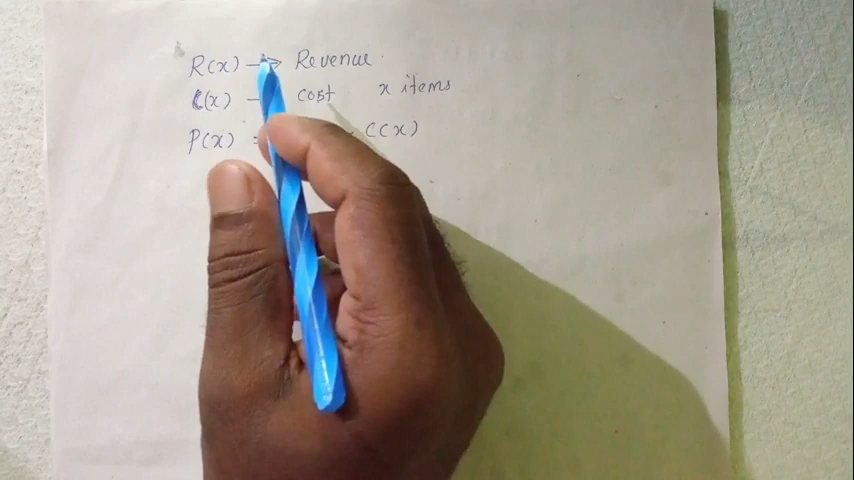 R(x) → Revenue
C(x) - cost x items
P(x) = - C(x)